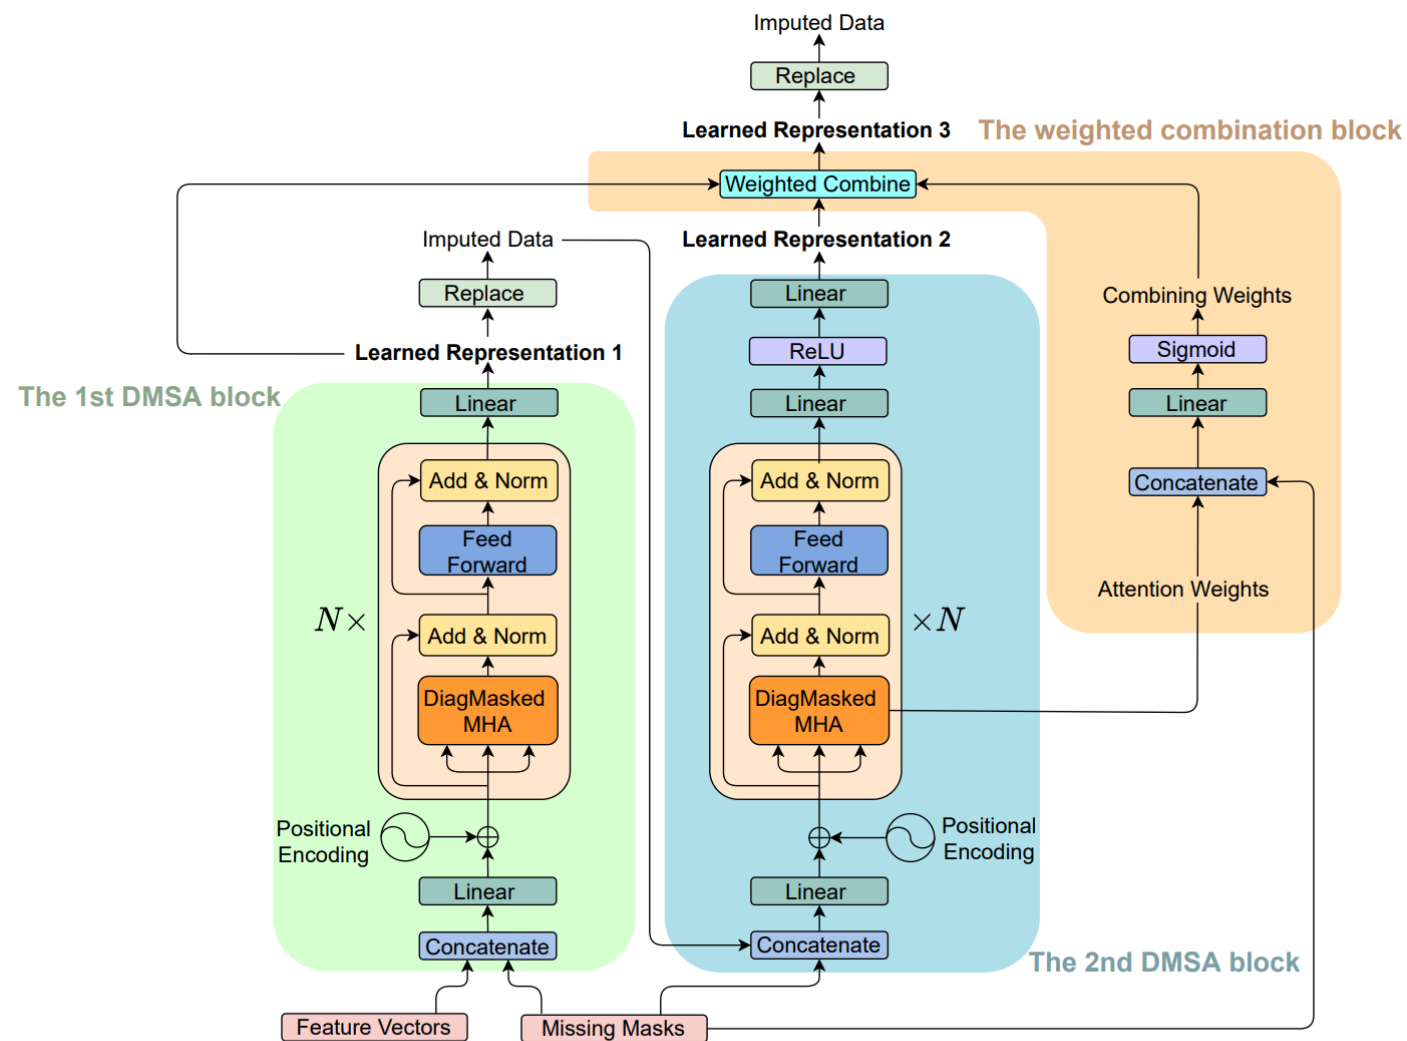 Imputed Data
Replace
Learned Representation 3
The weighted combination block
Weighted Combine
Imputed Data
Learned Representation 2
Replace
Linear
Combining Weights
Learned Representation 1
ReLU
Sigmoid
The 1st DMSA block
Linear
Linear
Linear
Add & Norm
Add & Norm
Concatenate
Feed
Forward
Feed
Forward
Attention Weights
N×
Add & Norm
Add & Norm
×N
DiagMasked
MHA
DiagMasked
MHA
Positional
Encoding
Positional
Encoding
Linear
Linear
Concatenate
Concatenate
The 2nd DMSA block
Feature Vectors
Missing Masks